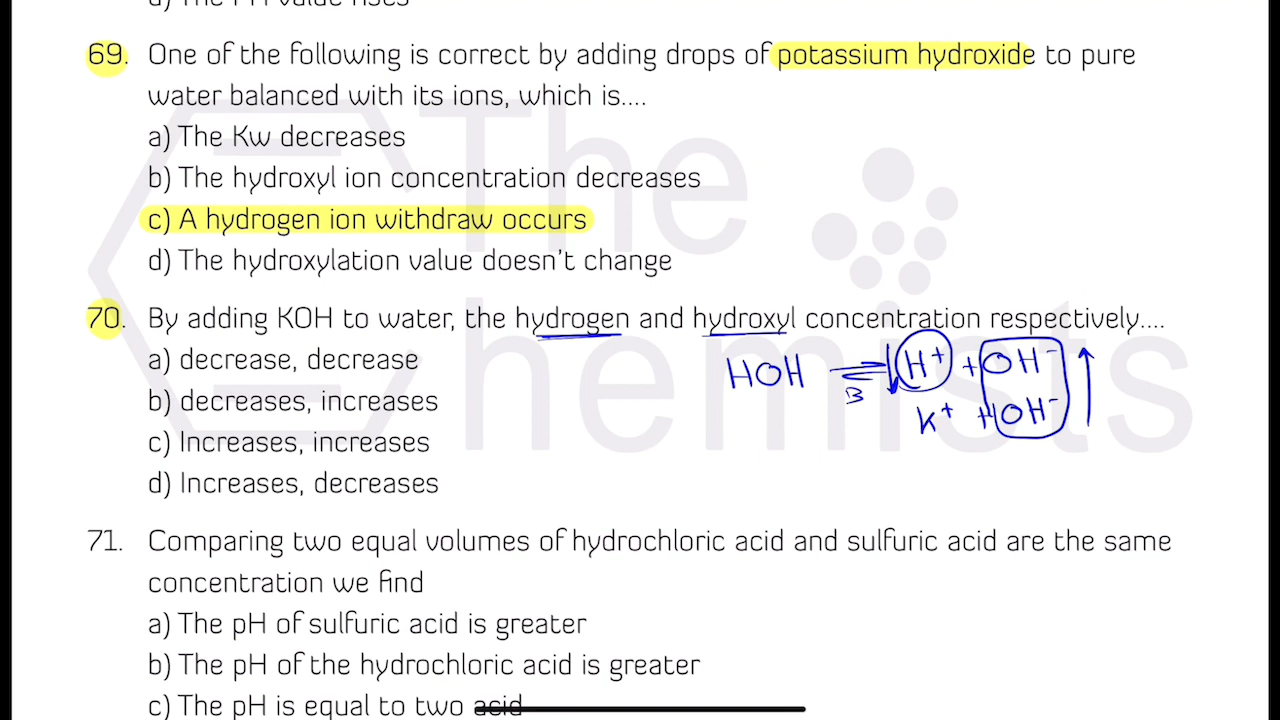 69. One of the following is correct by adding drops of potassium hydroxide to pure
water balanced with its ions, which is....
a) The Kw decreases
b) The hydroxyl ion concentration decreases
c) A hydrogen ion withdraw occurs
d) The hydroxylation value doesn't change
70. By adding KOH to water, the hydrogen and hydroxyl concentration respectively....
HOH ⇌ H+ + OH-
B
K+ + OH-
a) decrease, decrease
b) decreases, increases
c) Increases, increases
d) Increases, decreases
71. Comparing two equal volumes of hydrochloric acid and sulfuric acid are the same
concentration we find
a) The pH of sulfuric acid is greater
b) The pH of the hydrochloric acid is greater
c) The pH is equal to two acid
The
hemists